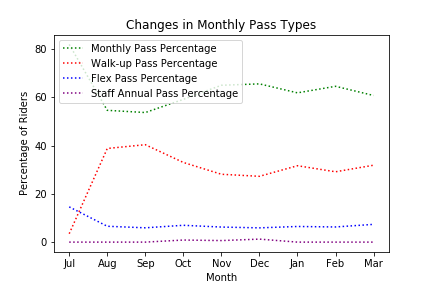 Changes in Monthly Pass Types
80
60
40
20
0
Percentage of Riders
Monthly Pass Percentage
Walk-up Pass Percentage
Flex Pass Percentage
Staff Annual Pass Percentage
Jul Aug Sep Oct Nov Dec Jan Feb Mar
Month